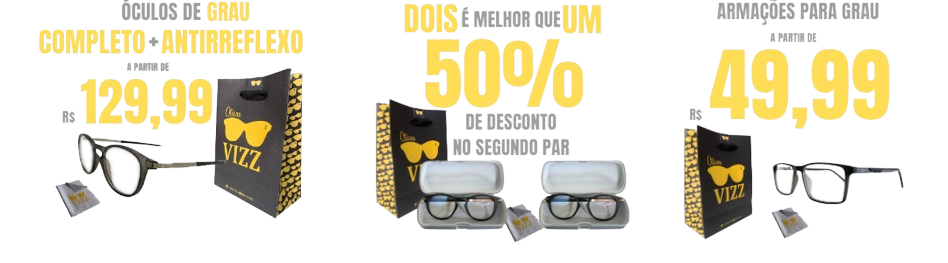 ÓCULOS DE GRAU
COMPLETO + ANTIRREFLEXO
A PARTIR DE
R$ 129,99
Óticas
VIZZ
DOIS É MELHOR QUE UM
50%
DE DESCONTO
NO SEGUNDO PAR
Óticas
ARMAÇÕES PARA GRAU
A PARTIR DE
R$ 49,99
Óticas
VIZZ